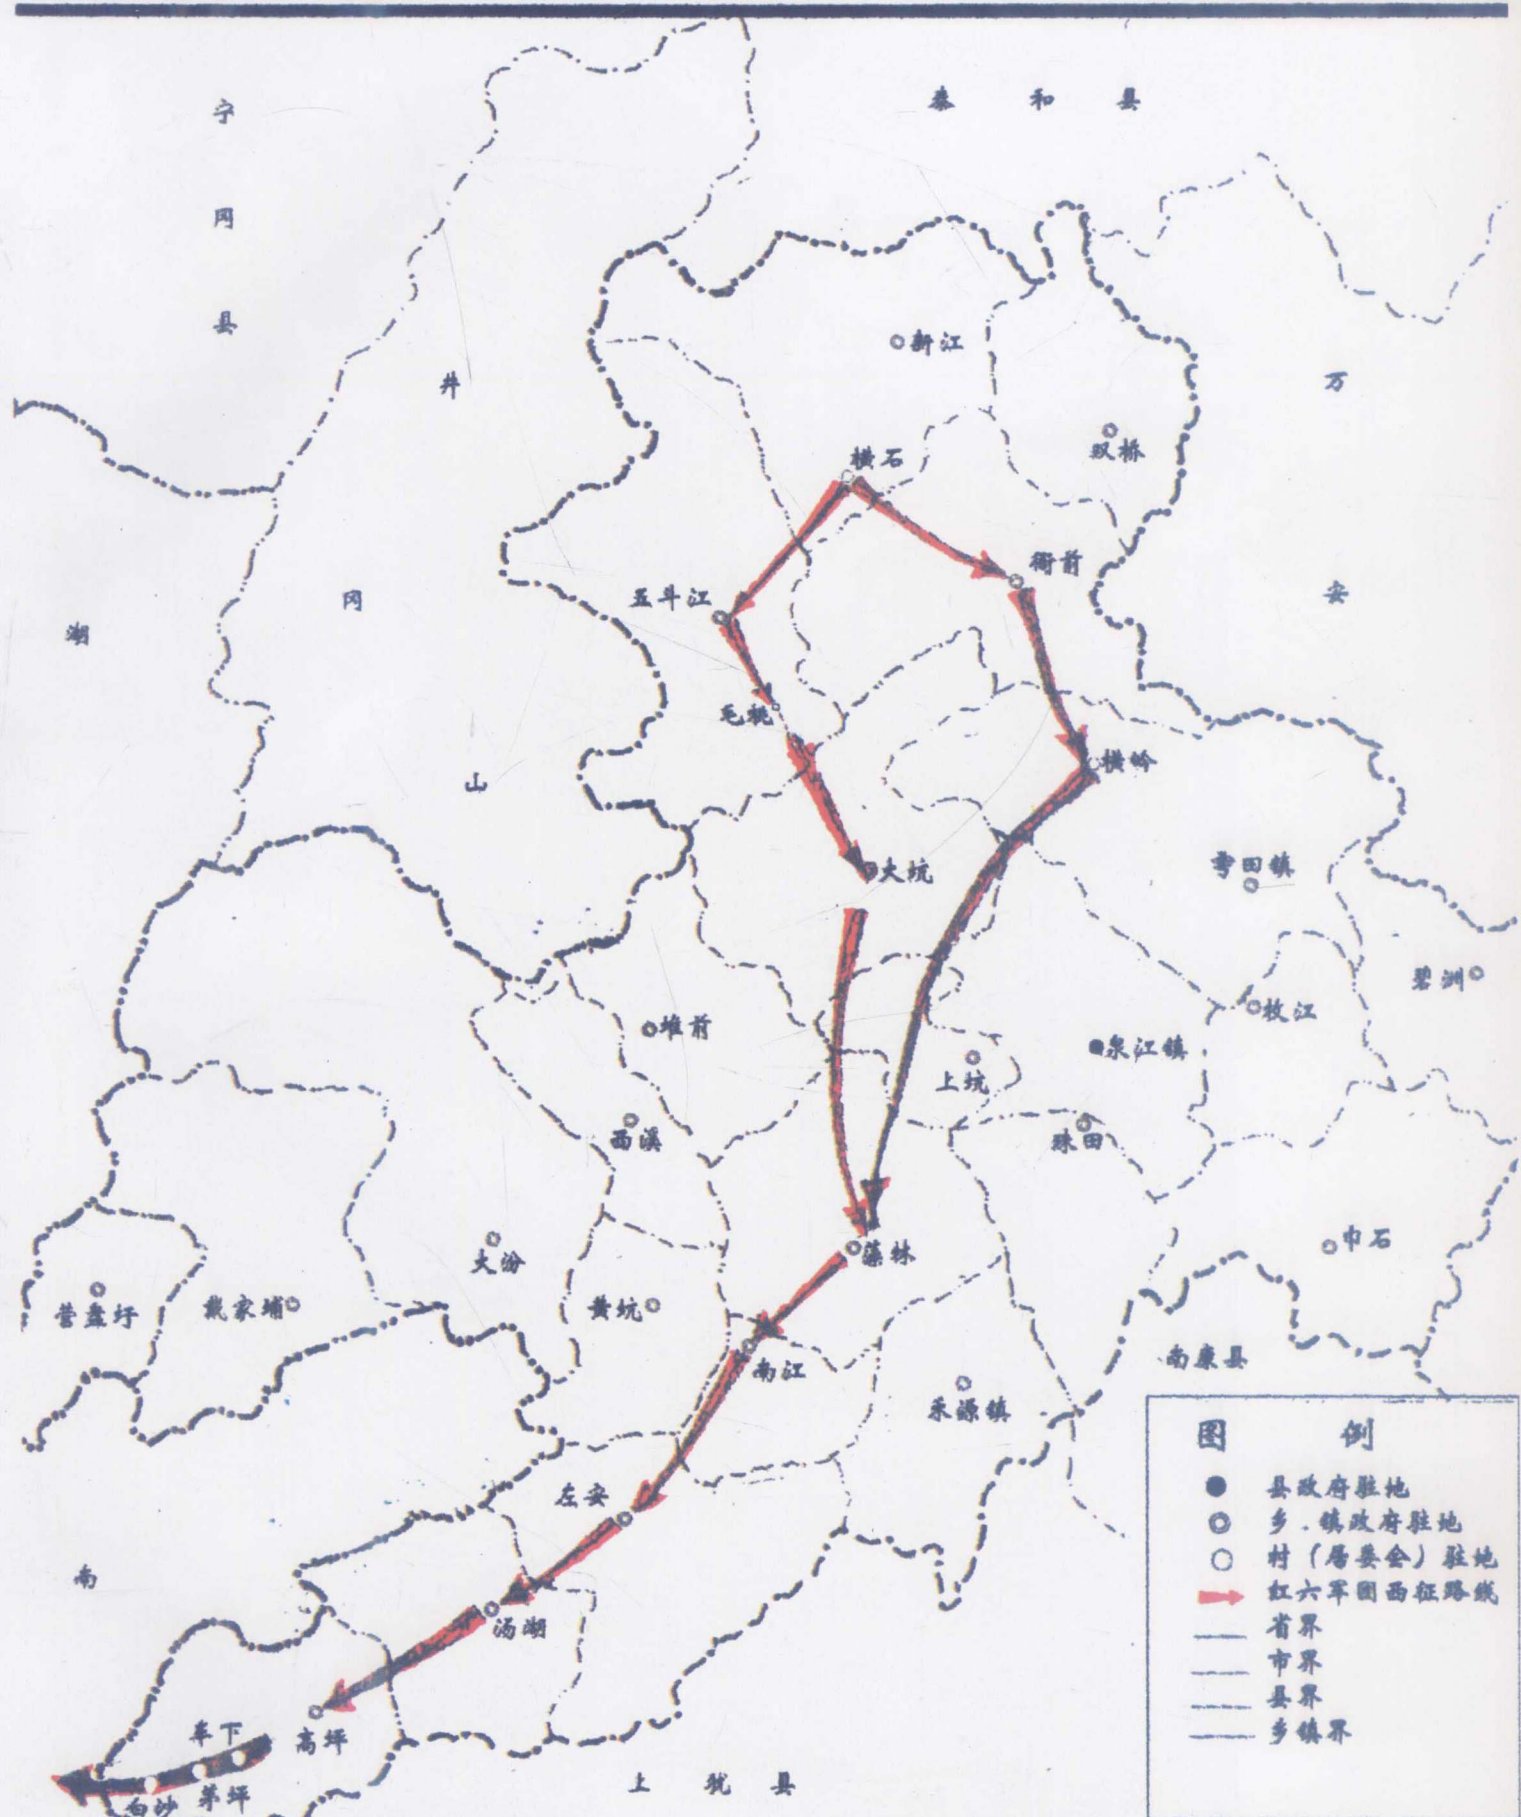 泰和县
宁冈县
井冈山
万安
湖南
新江
双桥
横石
衙前
五斗江
毛桃
横岭
大坑
雩田镇
碧洲
枚江
堆前
泉江镇
上坑
西溪
珠田
大汾
藻林
巾石
营盘圩
戴家埔
黄坑
南江
南康县
禾源镇
左安
汤湖
高坪
车下
茅坪
白沙
上犹县
图例
县政府驻地
乡.镇政府驻地
村(居委会)驻地
红六军团西征路线
省界
市界
县界
乡镇界